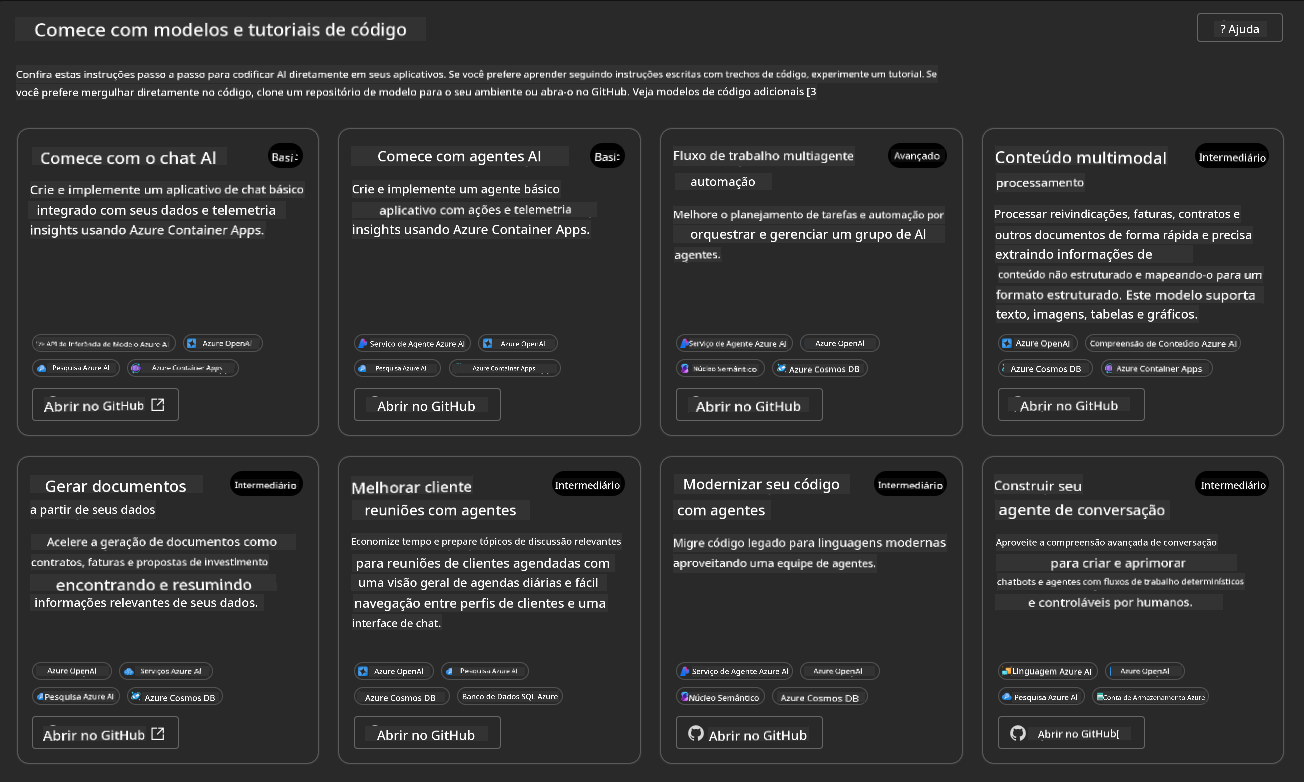 Comece com modelos e tutoriais de código
? Ajuda
Confira estas instruções passo a passo para codificar AI diretamente em seus aplicativos. Se você prefere aprender seguindo instruções escritas com trechos de código, experimente um tutorial. Se
você prefere mergulhar diretamente no código, clone um repositório de modelo para o seu ambiente ou abra-o no GitHub. Veja modelos de código adicionais [3
Comece com o chat AI
Basi
Crie e implemente um aplicativo de chat básico
integrado com seus dados e telemetria
insights usando Azure Container Apps.
API de Inferência de Modelo Azure AI
Azure OpenAI
Pesquisa Azure AI
Azure Container Apps
Abrir no GitHub
Comece com agentes AI
Basi
Crie e implemente um agente básico
aplicativo com ações e telemetria
insights usando Azure Container Apps.
Serviço de Agente Azure AI
Azure OpenAI
Pesquisa Azure AI
Azure Container Apps
Abrir no GitHub
Fluxo de trabalho multiagente
Avançado
automação
Melhore o planejamento de tarefas e automação por
orquestrar e gerenciar um grupo de AI
agentes.
Serviço de Agente Azure AI
Azure OpenAI
Núcleo Semântico
Azure Cosmos DB
Abrir no GitHub
Conteúdo multimodal
Intermediário
processamento
Processar reivindicações, faturas, contratos e
outros documentos de forma rápida e precisa
extraindo informações de
conteúdo não estruturado e mapeando-o para um
formato estruturado. Este modelo suporta
texto, imagens, tabelas e gráficos.
Azure OpenAI
Compreensão de Conteúdo Azure AI
Azure Cosmos DB
Azure Container Apps
Abrir no GitHub
Gerar documentos
Intermediário
a partir de seus dados
Acelere a geração de documentos como
contratos, faturas e propostas de investimento
encontrando e resumindo
informações relevantes de seus dados.
Azure OpenAI
Serviços Azure AI
Pesquisa Azure AI
Azure Cosmos DB
Abrir no GitHub
Melhorar cliente
Intermediário
reuniões com agentes
Economize tempo e prepare tópicos de discussão relevantes
para reuniões de clientes agendadas com
uma visão geral de agendas diárias e fácil
navegação entre perfis de clientes e uma
interface de chat.
Azure OpenAI
Pesquisa Azure AI
Azure Cosmos DB
Banco de Dados SQL Azure
Abrir no GitHub
Modernizar seu código
Intermediário
com agentes
Migre código legado para linguagens modernas
aproveitando uma equipe de agentes.
Serviço de Agente Azure AI
Azure OpenAI
Núcleo Semântico
Azure Cosmos DB
Abrir no GitHub
Construir seu
Intermediário
agente de conversação
Aproveite a compreensão avançada de conversação
para criar e aprimorar
chatbots e agentes com fluxos de trabalho determinísticos
e controláveis por humanos.
Linguagem Azure AI
Azure OpenAI
Pesquisa Azure AI
Conta de Armazenamento Azure
Abrir no GitHub[